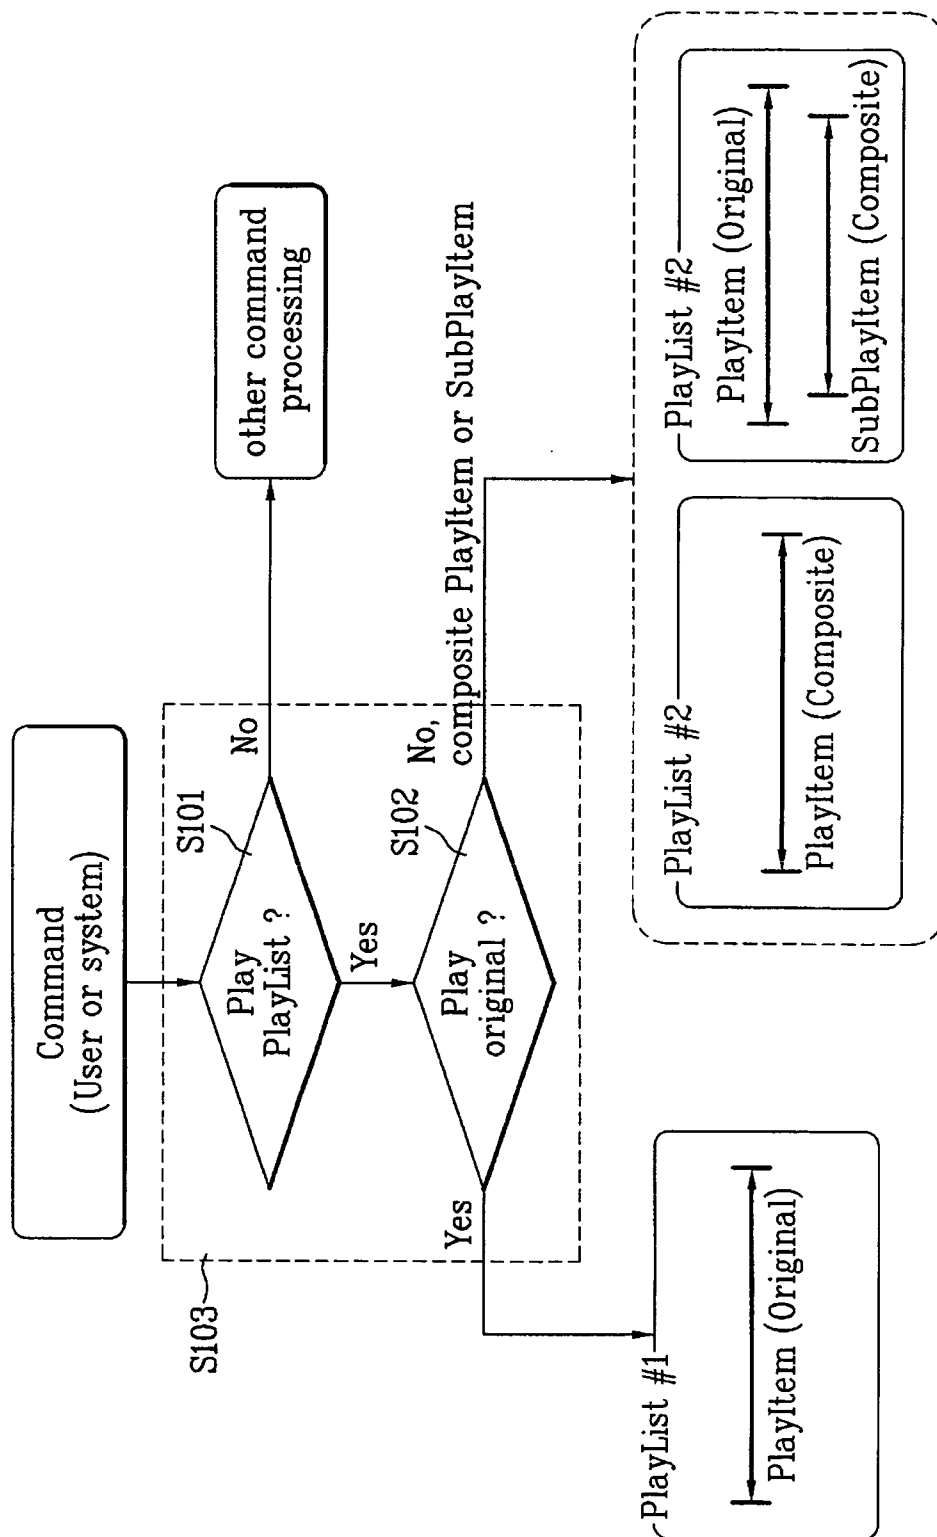 Command
(User or system)
S103
S101
Play
PlayList ?
No
other command
processing
Yes
S102
Play
original ?
Yes
No,
composite PlayItem or SubPlayItem
PlayList #1
PlayItem (Original)
PlayList #2
PlayItem (Composite)
PlayList #2
PlayItem (Original)
SubPlayItem (Composite)